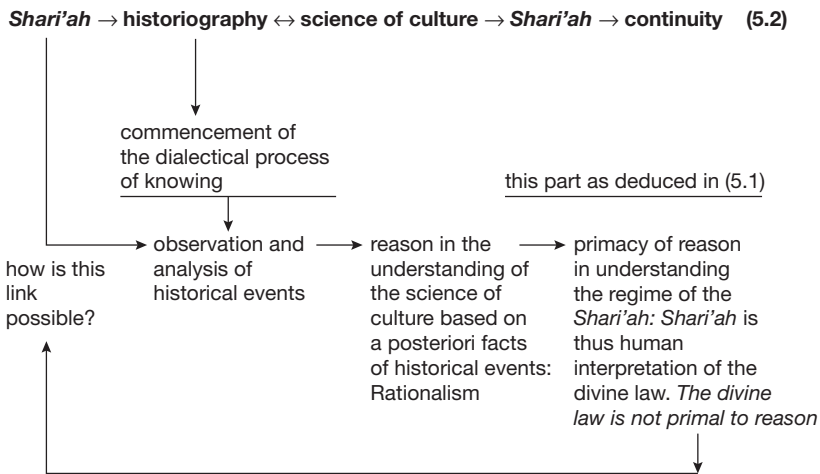 Shari'ah → historiography ↔ science of culture → Shari'ah → continuity (5.2)
commencement of
the dialectical process
of knowing
this part as deduced in (5.1)
how is this
link
possible?
observation and
analysis of
historical events
reason in the
understanding of
the science of
culture based on
a posteriori facts
of historical events:
Rationalism
primacy of reason
in understanding
the regime of the
Shari'ah: Shari'ah is
thus human
interpretation of the
divine law. The divine
law is not primal to reason